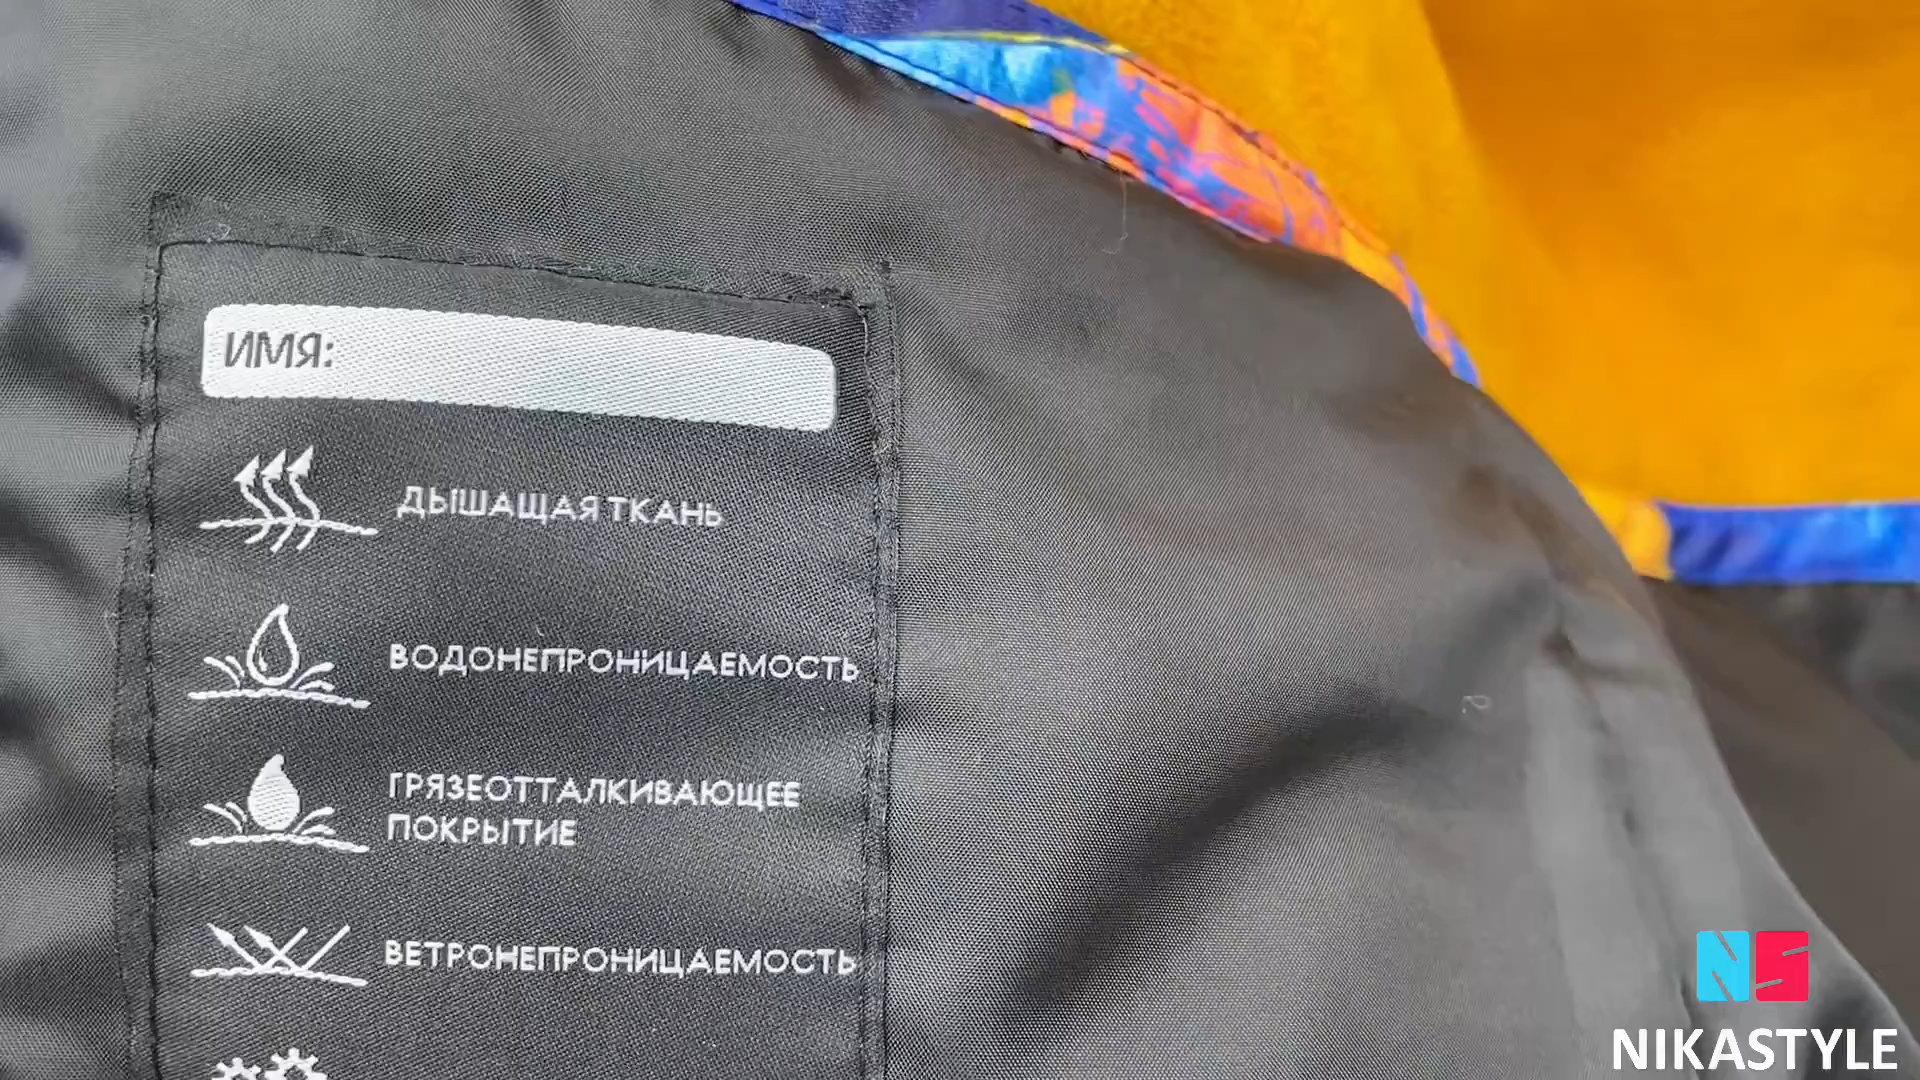 ИМЯ:
ДЫШАЩАЯ ТКАНЬ
ВОДОНЕПРОНИЦАЕМОСТЬ
ГРЯЗЕОТТАЛКИВАЮЩЕЕ
ПОКРЫТИЕ
ВЕТРОНЕПРОНИЦАЕМОСТЬ
NS
NIKASTYLE